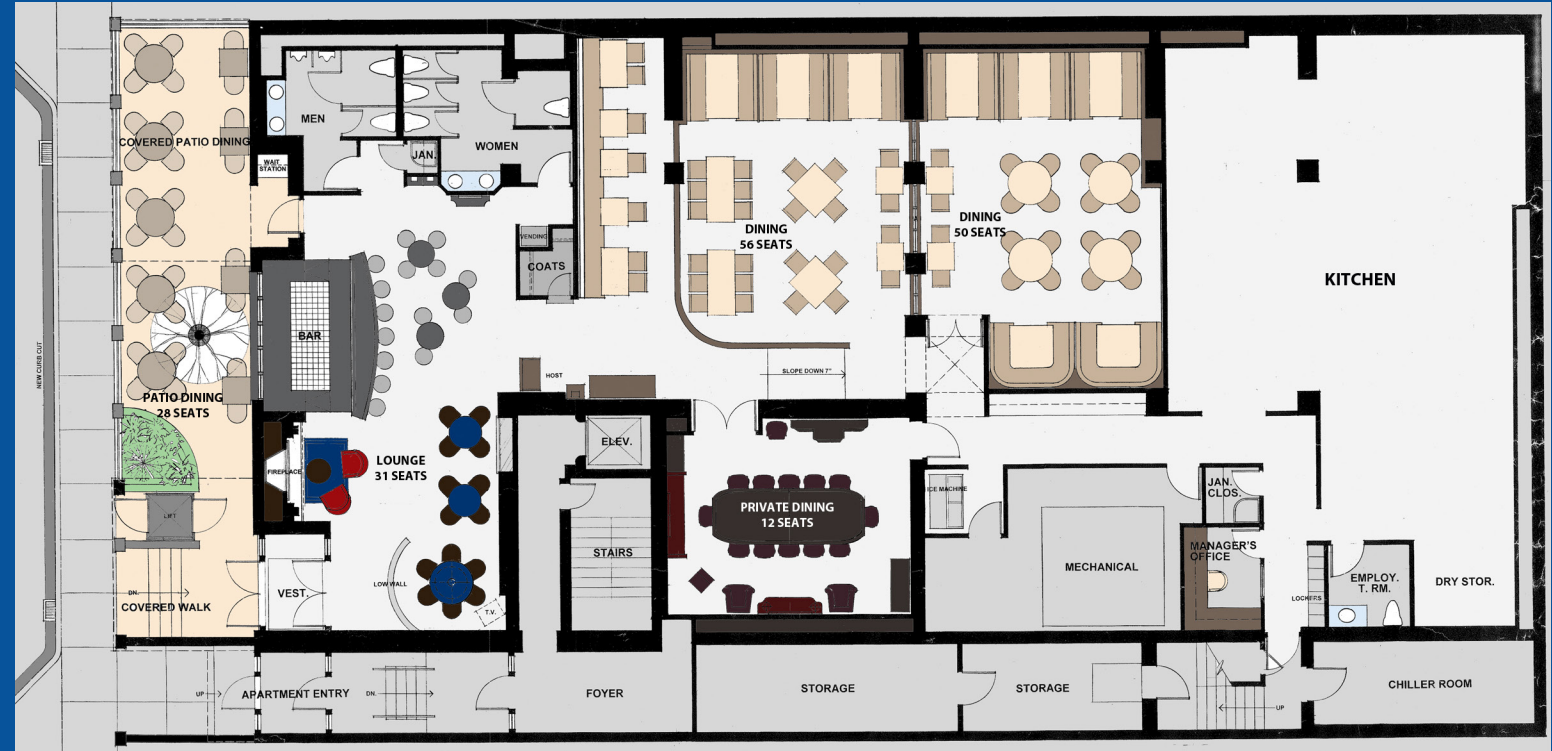 COVERED PATIO DINING
MEN
WAIT
STATION
JAN.
WOMEN
VENDING
COATS
DINING
56 SEATS
DINING
50 SEATS
KITCHEN
NEW CURB CUT
BAR
HOST
SLOPE DOWN 7"
PATIO DINING
28 SEATS
FIREPLACE
LOUNGE
31 SEATS
ELEV.
LIFT
STAIRS
PRIVATE DINING
12 SEATS
ICE MACHINE
JAN.
CLOS.
MECHANICAL
MANAGER'S
OFFICE
DN.
COVERED WALK
VEST.
LOW WALL
T.V.
LOCKERS
EMPLOY.
T. RM.
DRY STOR.
UP
APARTMENT ENTRY
DN.
FOYER
STORAGE
STORAGE
UP
CHILLER ROOM